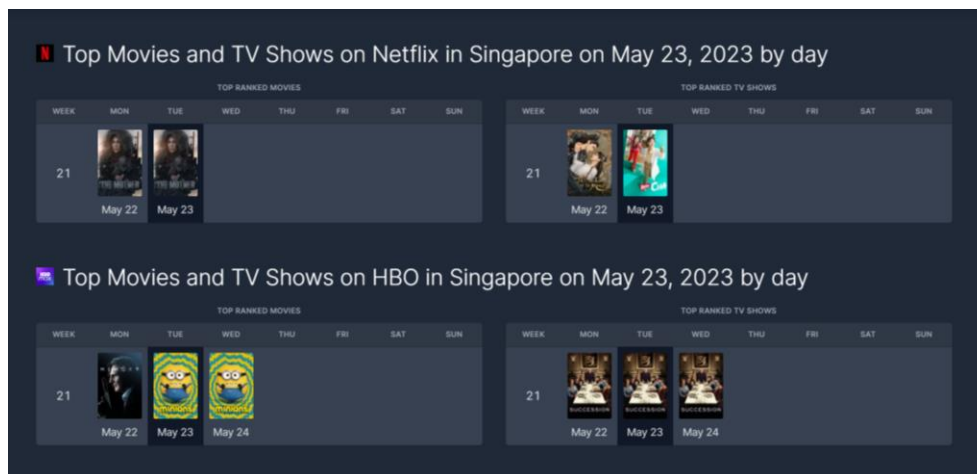 N Top Movies and TV Shows on Netflix in Singapore on May 23, 2023 by day
TOP RANKED MOVIES
WEEK MON TUE WED THU FRI SAT SUN
21
THE MOTHER THE MOTHER
May 22 May 23
TOP RANKED TV SHOWS
WEEK MON TUE WED THU FRI SAT SUN
21
May 22 May 23
HBO Top Movies and TV Shows on HBO in Singapore on May 23, 2023 by day
TOP RANKED MOVIES
WEEK MON TUE WED THU FRI SAT SUN
21
minions minions
May 22 May 23 May 24
TOP RANKED TV SHOWS
WEEK MON TUE WED THU FRI SAT SUN
21
SUCCESSION SUCCESSION SUCCESSION
May 22 May 23 May 24